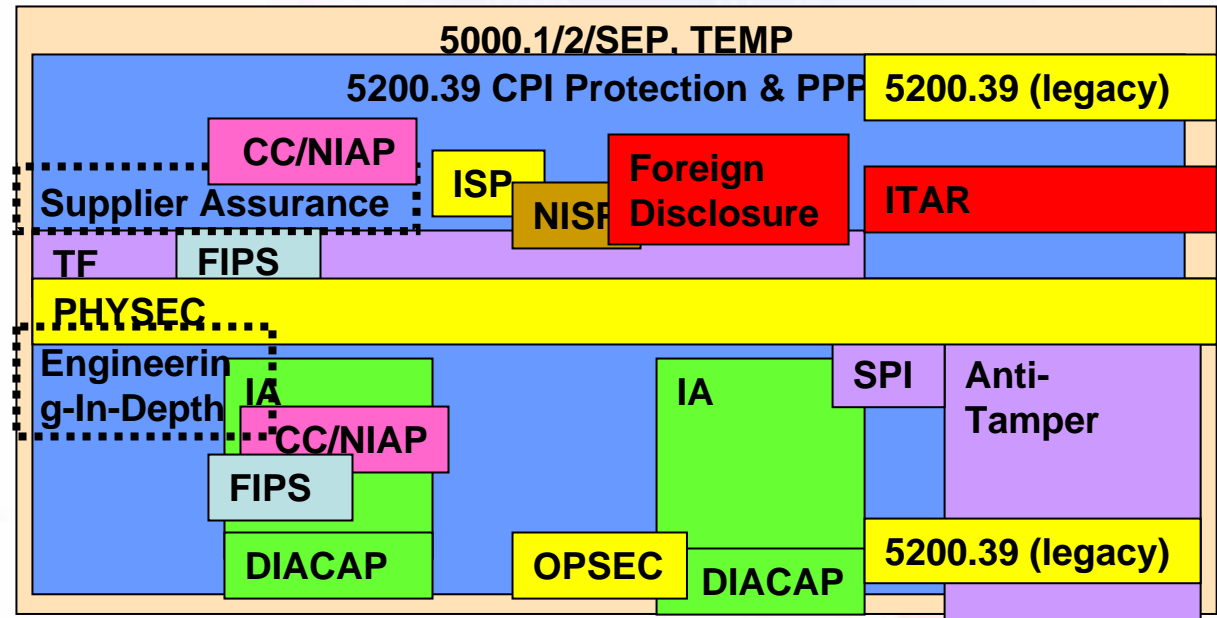 5000.1/2/SEP, TEMP
5200.39 CPI Protection & PPP
5200.39 (legacy)
CC/NIAP
ISP
Foreign
Disclosure
Supplier Assurance
NISP
ITAR
TF
FIPS
PHYSEC
Engineerin
g-In-Depth
IA
IA
SPI
Anti-
Tamper
CC/NIAP
FIPS
5200.39 (legacy)
DIACAP
OPSEC
DIACAP